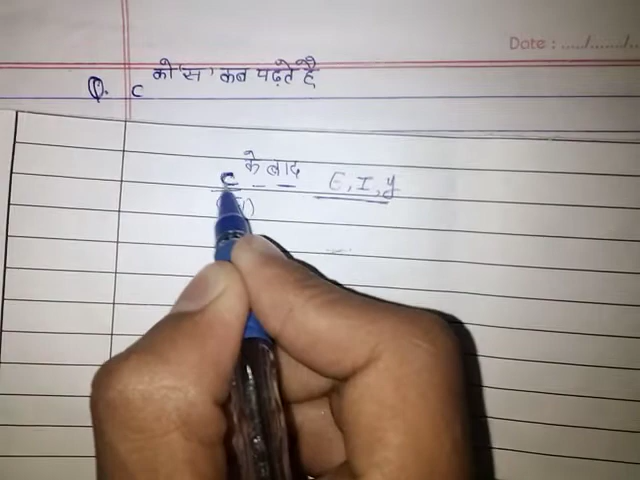 Date : ...../....../...
Q. C को 'स' कब पढ़ते है
C के बाद E, I, y